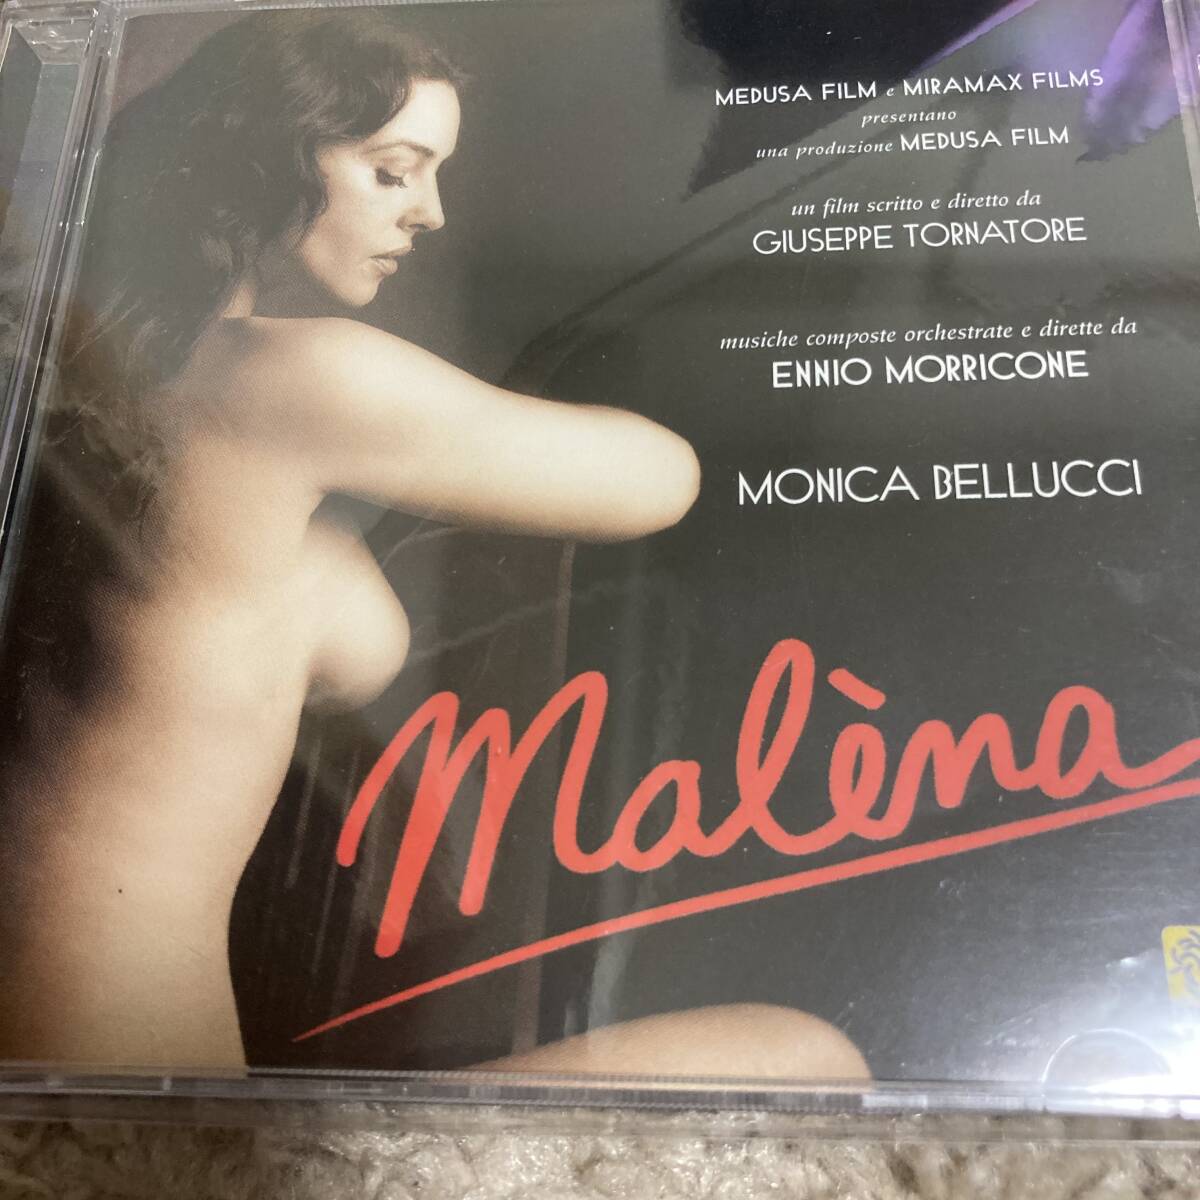 MEDUSA FILM e MIRAMAX FILMS
presentano
una produzione MEDUSA FILM
un film scritto e diretto da
GIUSEPPE TORNATORE
musiche composte orchestrate e dirette da
ENNIO MORRICONE
MONICA BELLUCCI
Malèna